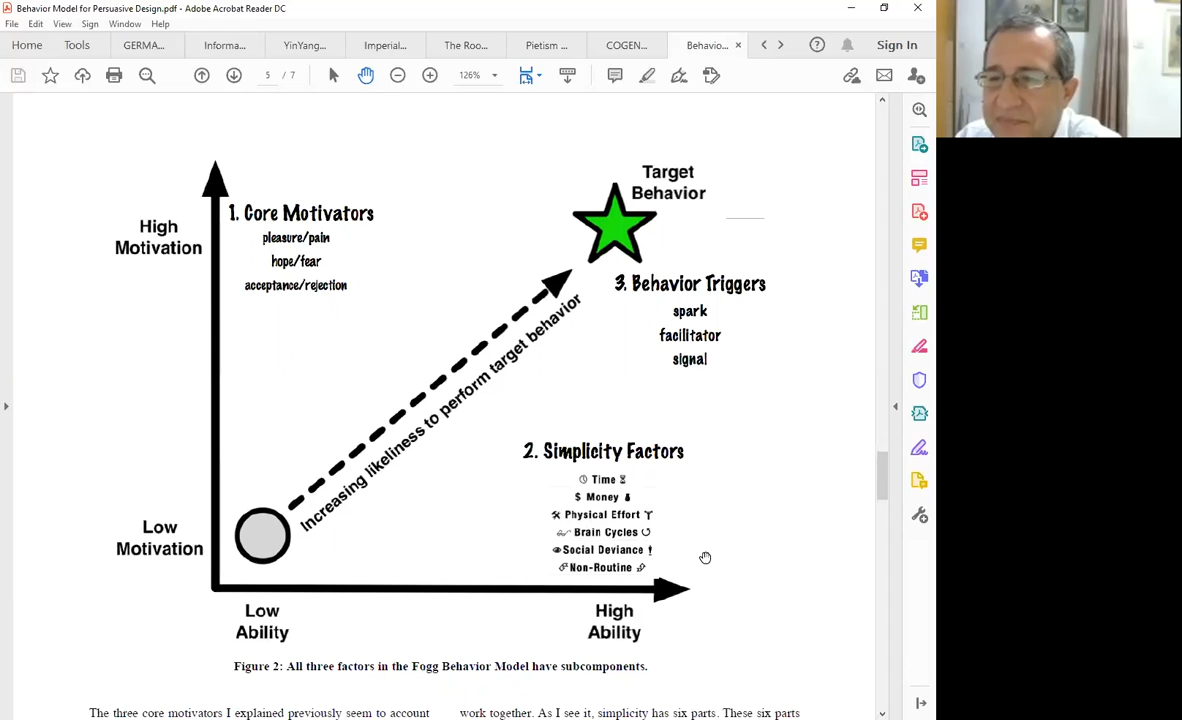 Behavior Model for Persuasive Design.pdf - Adobe Acrobat Reader DC
File Edit View Sign Window Help
Home Tools GERMA... Informa... YinYang... Imperial... The Roo... Pietism ... COGEN... Behavio... × Sign In
5 / 7 126%
Target
Behavior
1. Core Motivators
High
Motivation
pleasure/pain
hope/fear
acceptance/rejection
3. Behavior Triggers
spark
facilitator
signal
Increasing likeliness to perform target behavior
2. Simplicity Factors
Time
$ Money
Physical Effort
Brain Cycles
Social Deviance
Non-Routine
Low
Motivation
Low
Ability
High
Ability
Figure 2: All three factors in the Fogg Behavior Model have subcomponents.
The three core motivators I explained previously seem to account
work together. As I see it, simplicity has six parts. These six parts